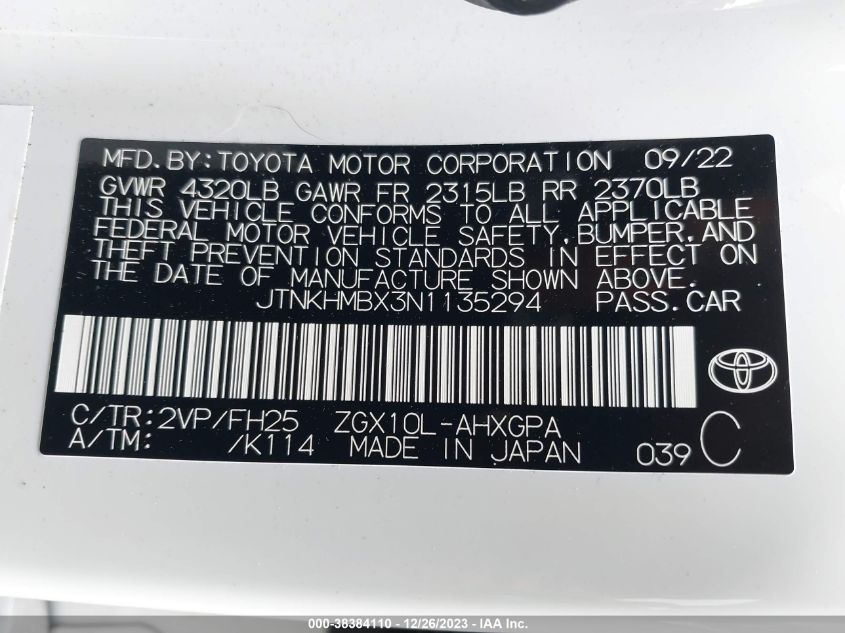 MFD. BY: TOYOTA MOTOR CORPORATION 09/22
GVWR 4320LB GAWR FR 2315LB RR 2370LB
THIS VEHICLE CONFORMS TO ALL APPLICABLE
FEDERAL MOTOR VEHICLE SAFETY, BUMPER, AND
THEFT PREVENTION STANDARDS IN EFFECT ON
THE DATE OF MANUFACTURE SHOWN ABOVE.
JTNKHMBX3N1135294 PASS. CAR
C/TR: 2VP/FH25 ZGX10L-AHXGPA
A/TM: /K114 MADE IN JAPAN 039 C
000-38384110 - 12/26/2023 - IAA Inc.